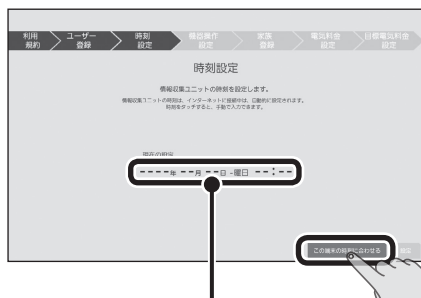 利用規約
ユーザー登録
時刻設定
機器操作設定
家族登録
電気料金設定
目標電気料金設定
時刻設定
情報収集ユニットの時刻を設定します。
情報収集ユニットの時刻は、インターネットに接続中は、自動的に設定されます。
時刻をタッチすると、手動で入力できます。
現在の時刻
----年--月--日 -曜日 --:--
この端末の時刻に合わせる